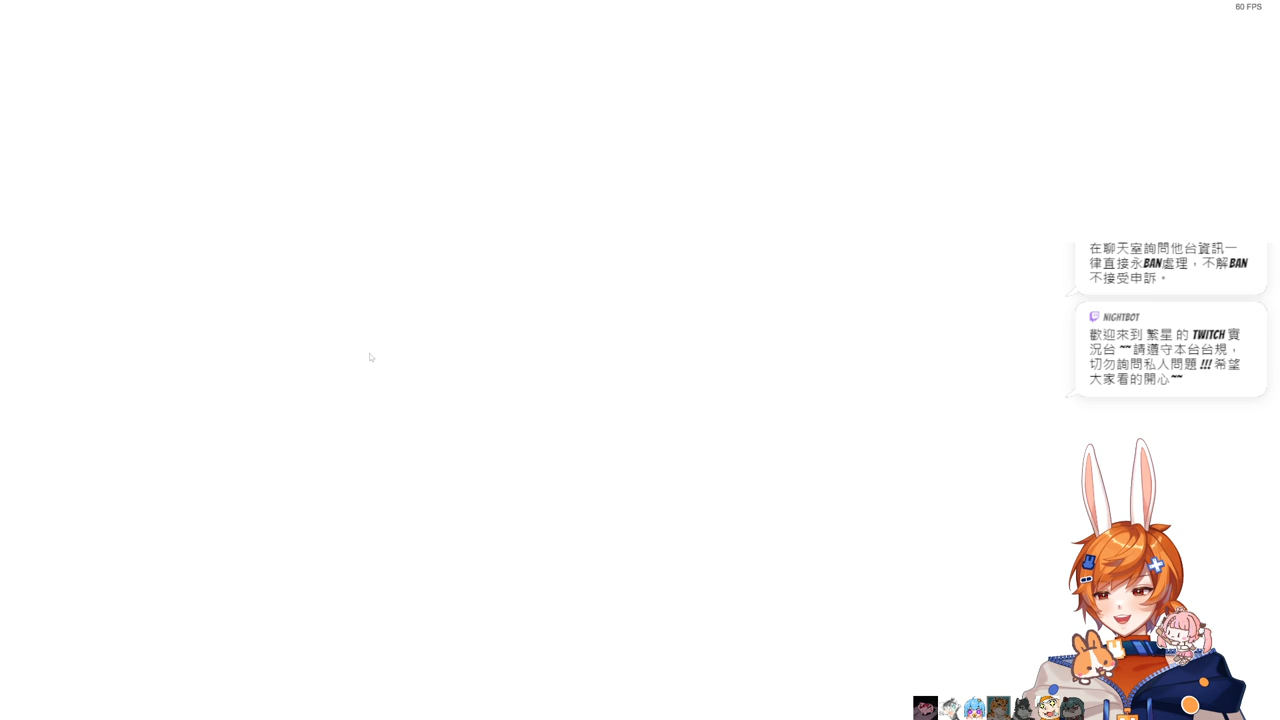 60 FPS
在聊天室詢問他台資訊一
律直接永BAN處理，不解BAN
不接受申訴。
NIGHTBOT
歡迎來到 繁星 的 TWITCH 實
況台 ~~ 請遵守本台台規，
切勿詢問私人問題 !!! 希望
大家看的開心~~